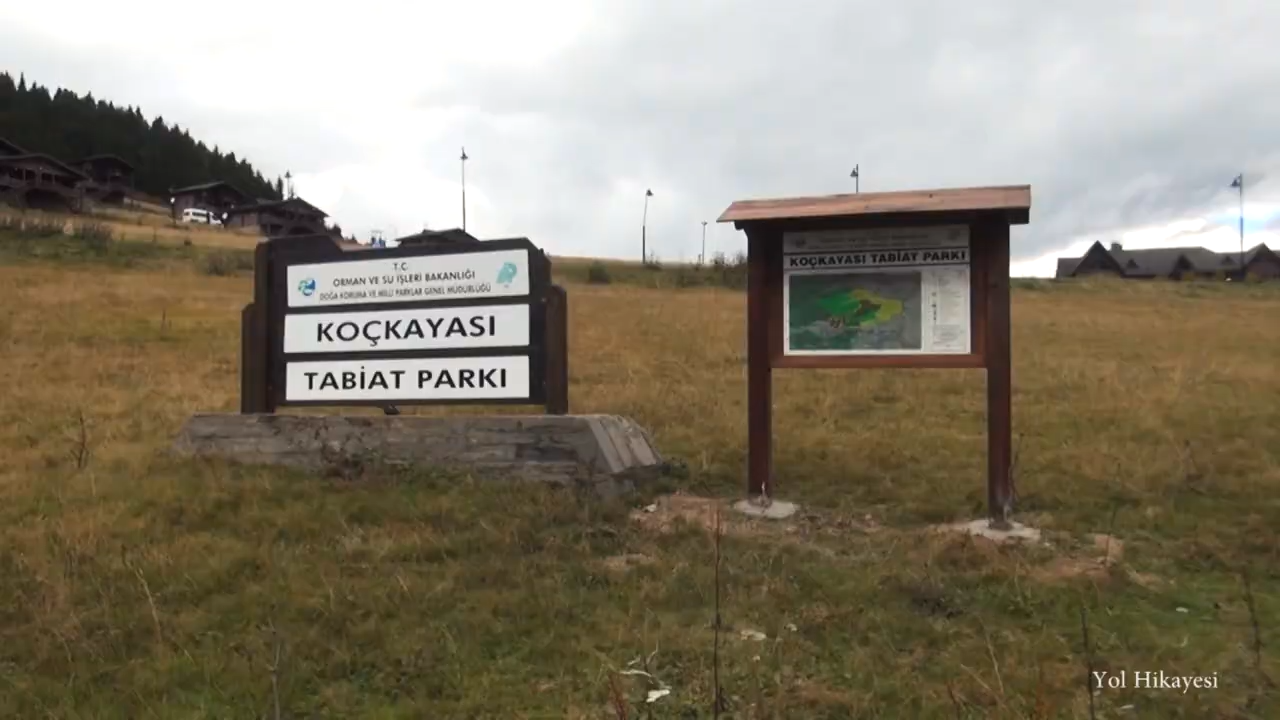 T.C.
ORMAN VE SU İŞLERİ BAKANLIĞI
DOĞA KORUMA VE MİLLİ PARKLAR GENEL MÜDÜRLÜĞÜ
KOÇKAYASI
TABİAT PARKI
KOÇKAYASI TABİAT PARKI
Yol Hikayesi